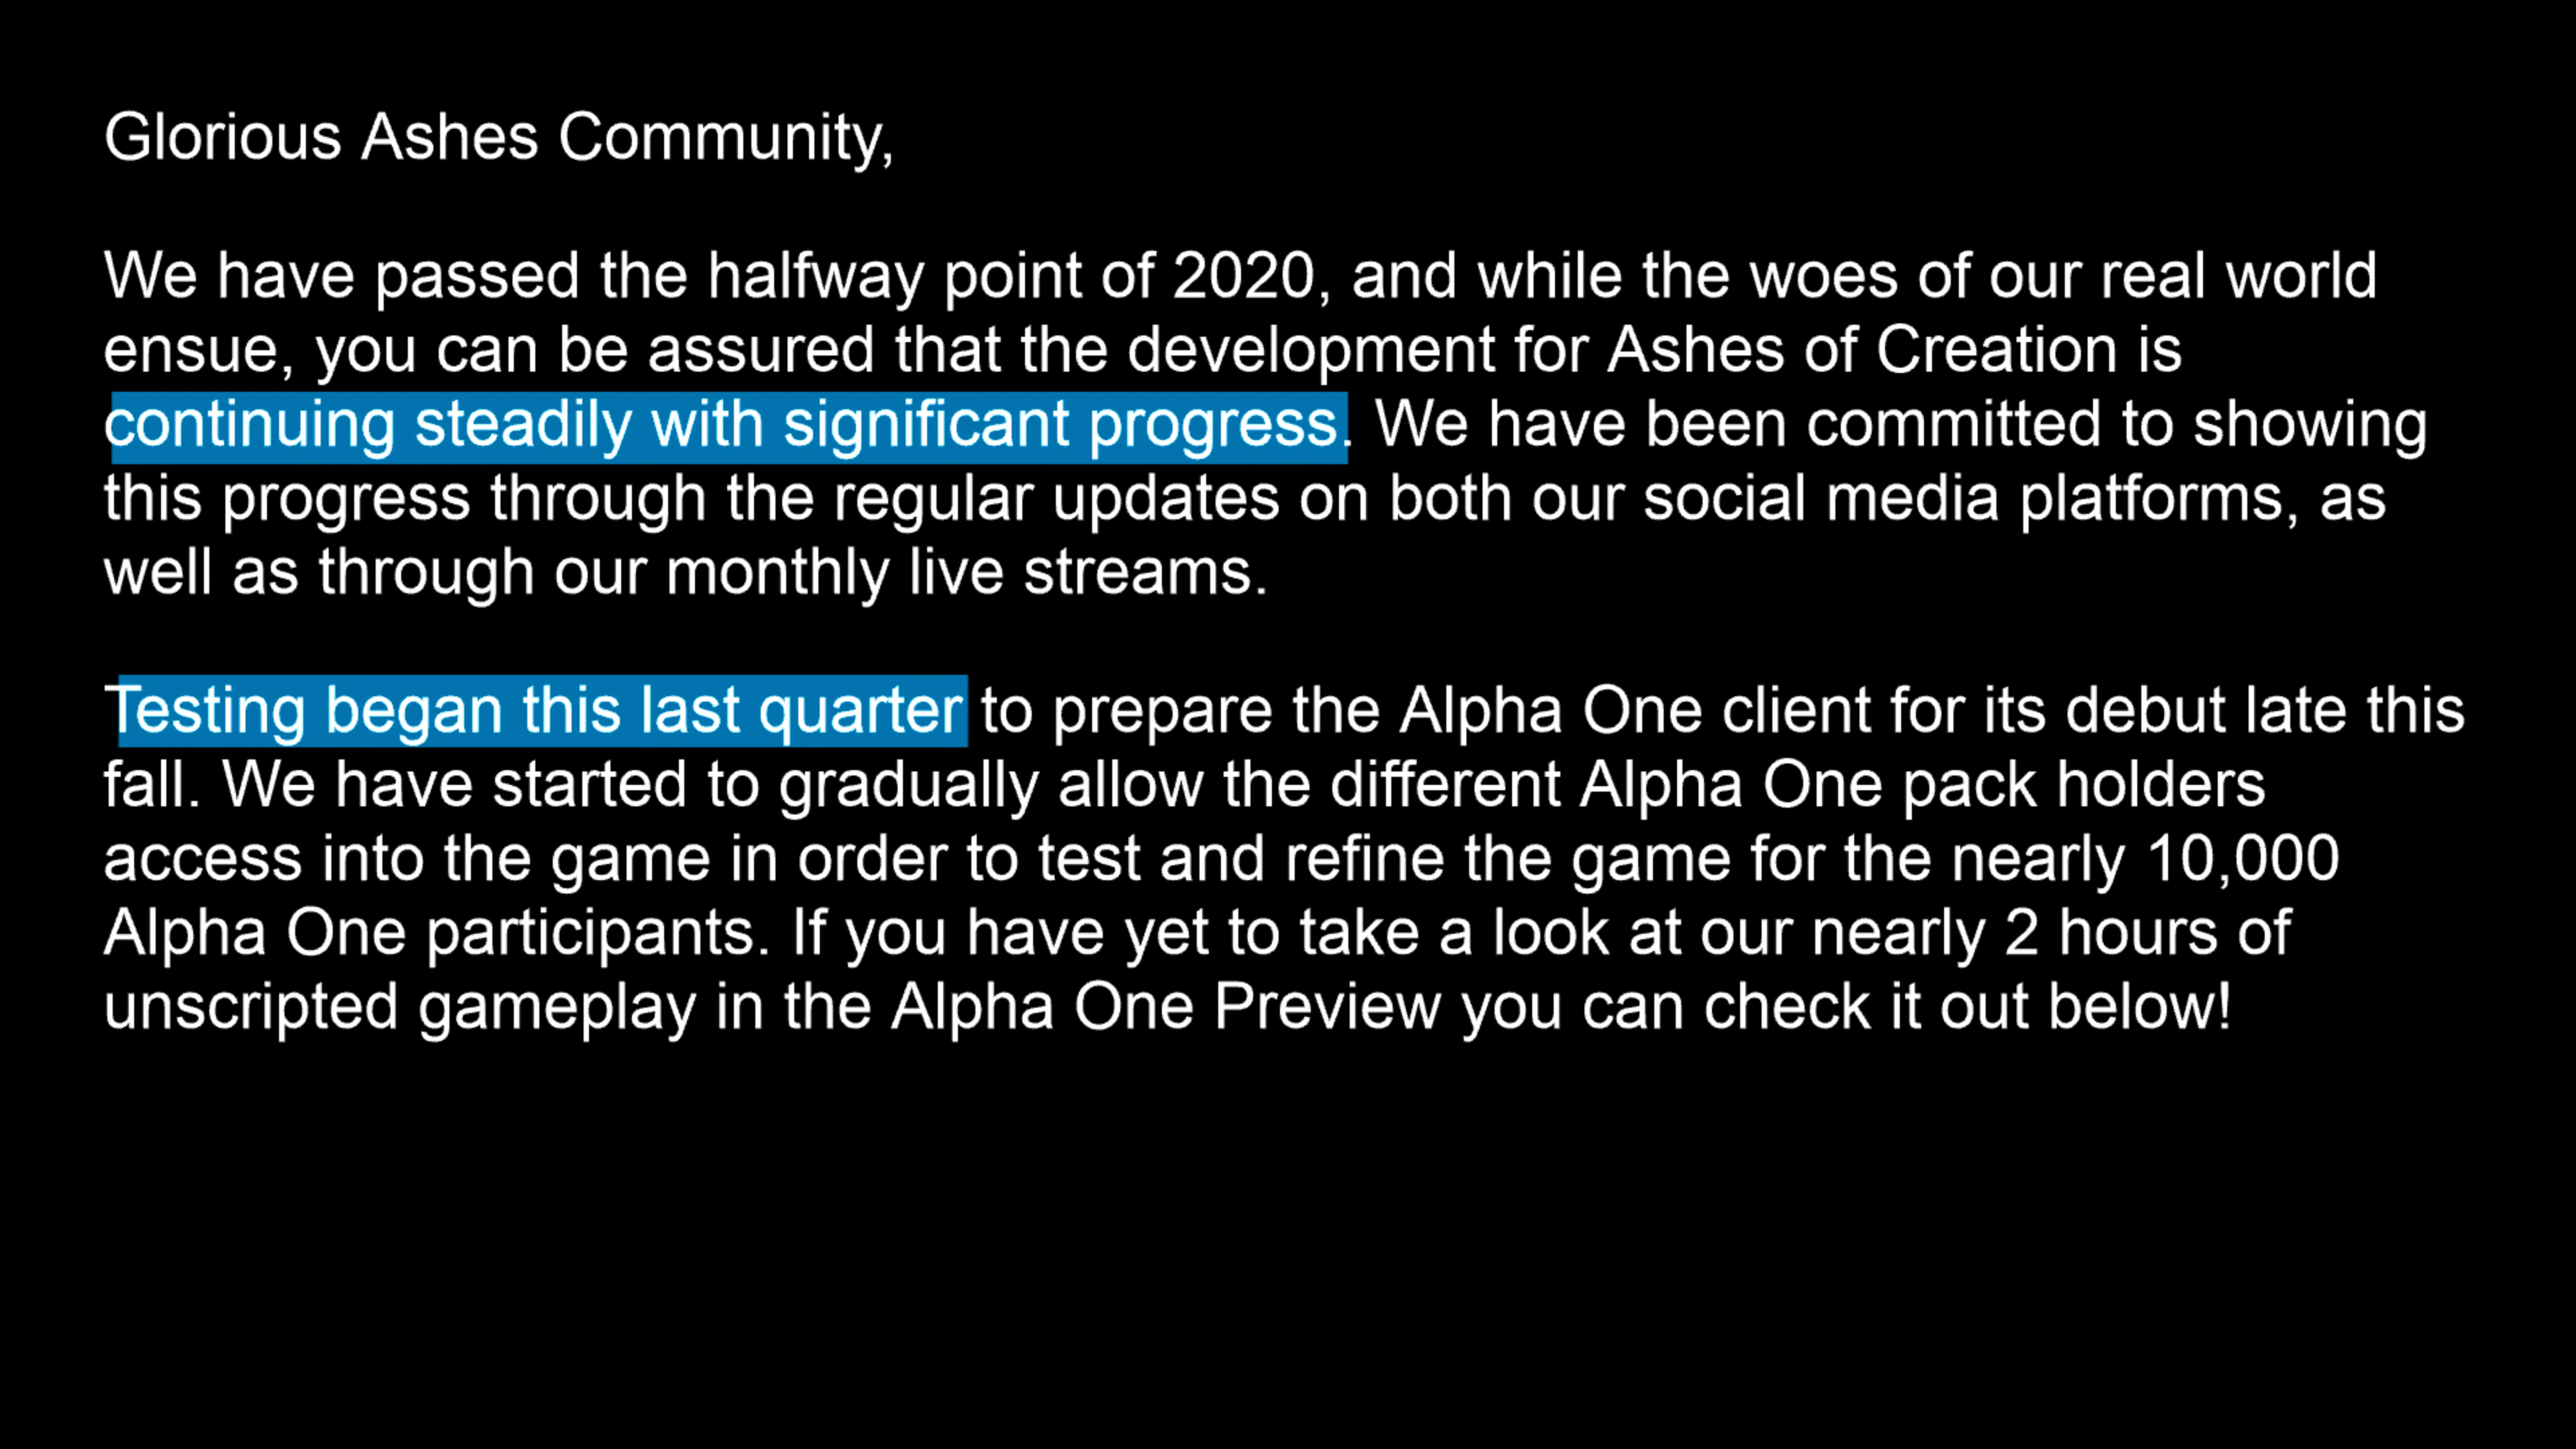 Glorious Ashes Community,
We have passed the halfway point of 2020, and while the woes of our real world
ensue, you can be assured that the development for Ashes of Creation is
continuing steadily with significant progress. We have been committed to showing
this progress through the regular updates on both our social media platforms, as
well as through our monthly live streams.
Testing began this last quarter to prepare the Alpha One client for its debut late this
fall. We have started to gradually allow the different Alpha One pack holders
access into the game in order to test and refine the game for the nearly 10,000
Alpha One participants. If you have yet to take a look at our nearly 2 hours of
unscripted gameplay in the Alpha One Preview you can check it out below!